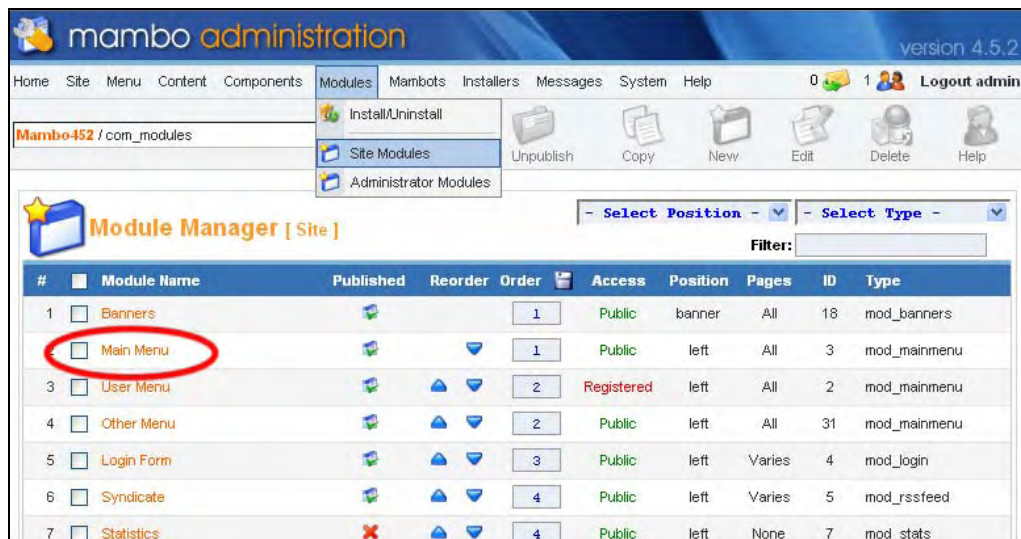 mambo administration
version 4.5.2
Home Site Menu Content Components Modules Mambots Installers Messages System Help 0 1 Logout admin
Mambo452 / com_modules
Install/Uninstall
Site Modules
Administrator Modules
Unpublish Copy New Edit Delete Help
Module Manager [ Site ]
- Select Position - - Select Type -
Filter:
# Module Name Published Reorder Order Access Position Pages ID Type
1 Banners 1 Public banner All 18 mod_banners
2 Main Menu 1 Public left All 3 mod_mainmenu
3 User Menu 2 Registered left All 2 mod_mainmenu
4 Other Menu 2 Public left All 31 mod_mainmenu
5 Login Form 3 Public left Varies 4 mod_login
6 Syndicate 4 Public left Varies 5 mod_rssfeed
7 Statistics 4 Public left None 7 mod_stats